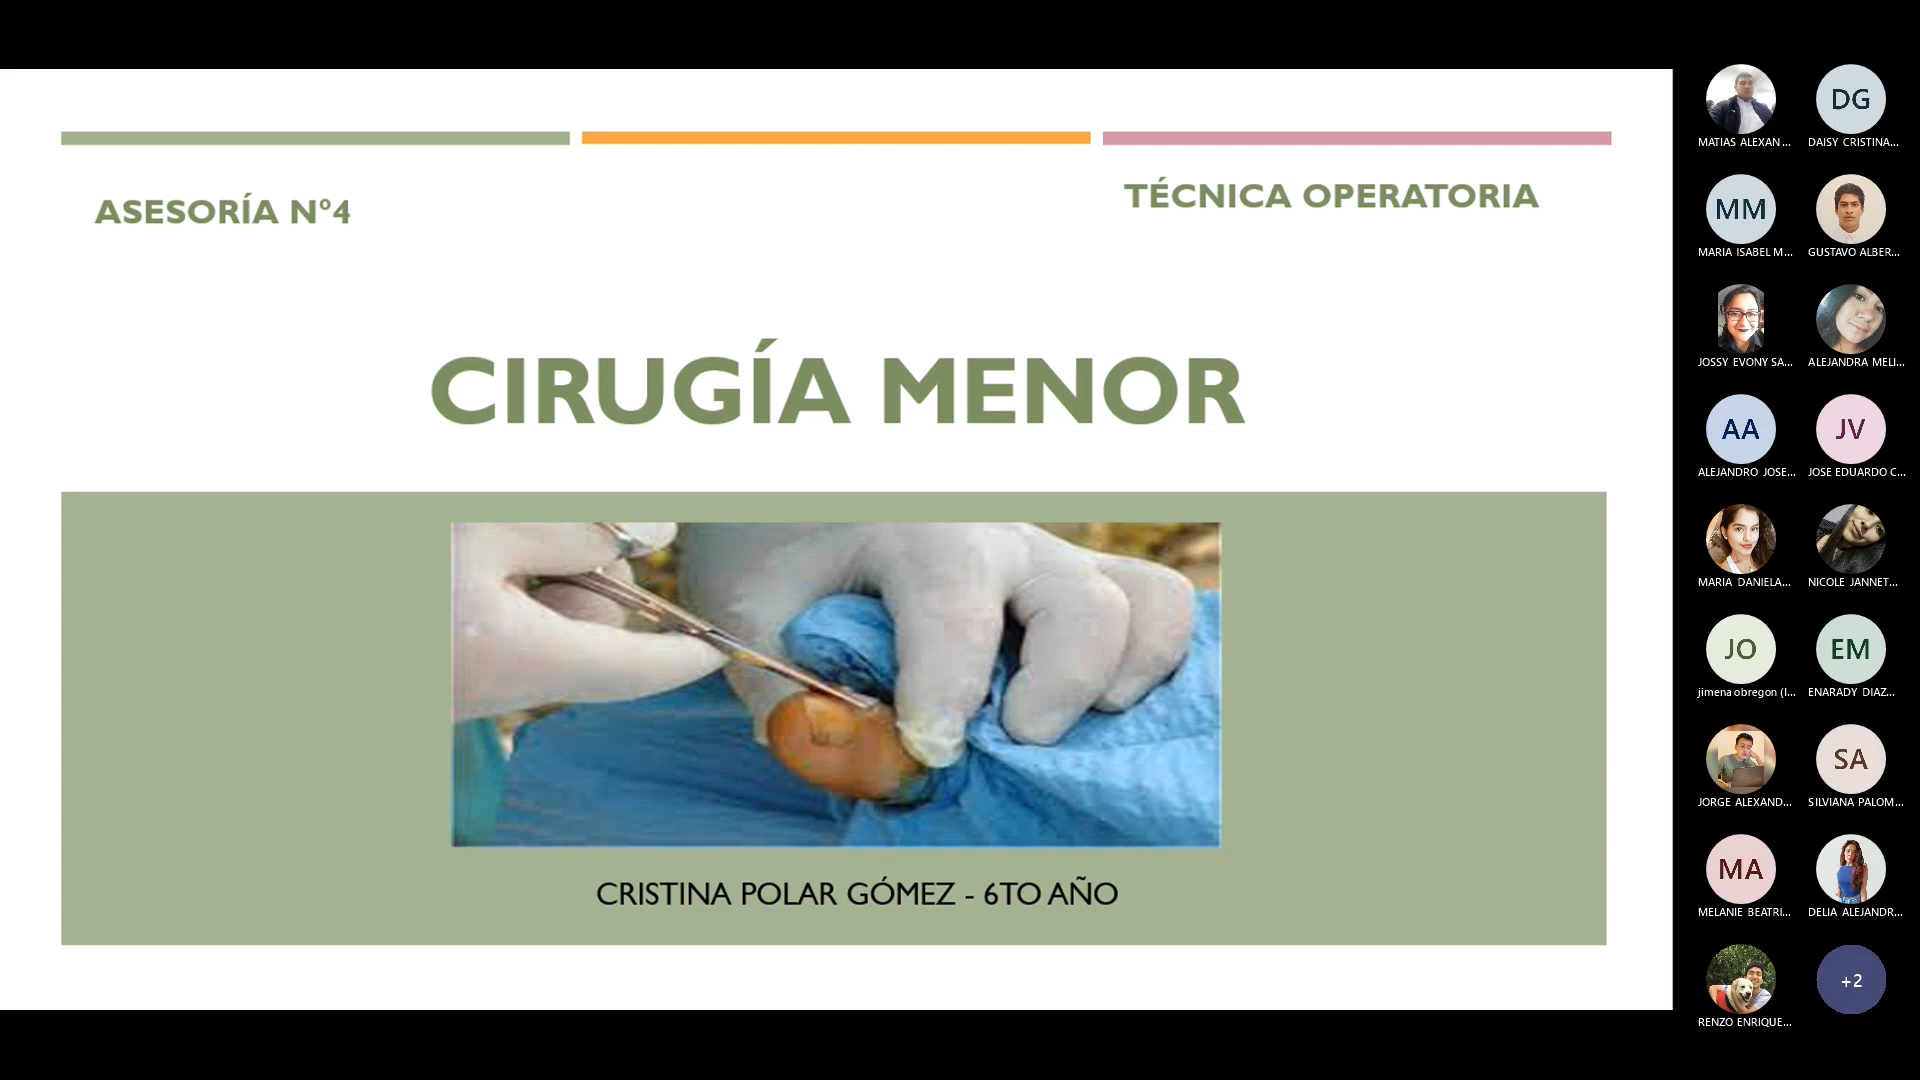 ASESORÍA N°4
TÉCNICA OPERATORIA
CIRUGÍA MENOR
CRISTINA POLAR GÓMEZ - 6TO AÑO
MATIAS ALEXAN...
DG
DAISY CRISTINA...
MM
MARIA ISABEL M...
GUSTAVO ALBER...
JOSSY EVONY SA...
ALEJANDRA MELI...
AA
ALEJANDRO JOSE...
JV
JOSE EDUARDO C...
MARIA DANIELA...
NICOLE JANNET...
JO
jimena obregon (I...
EM
ENARADY DIAZ...
JORGE ALEXAND...
SA
SILVIANA PALOM...
MA
MELANIE BEATRI...
DELIA ALEJANDR...
RENZO ENRIQUE...
+2